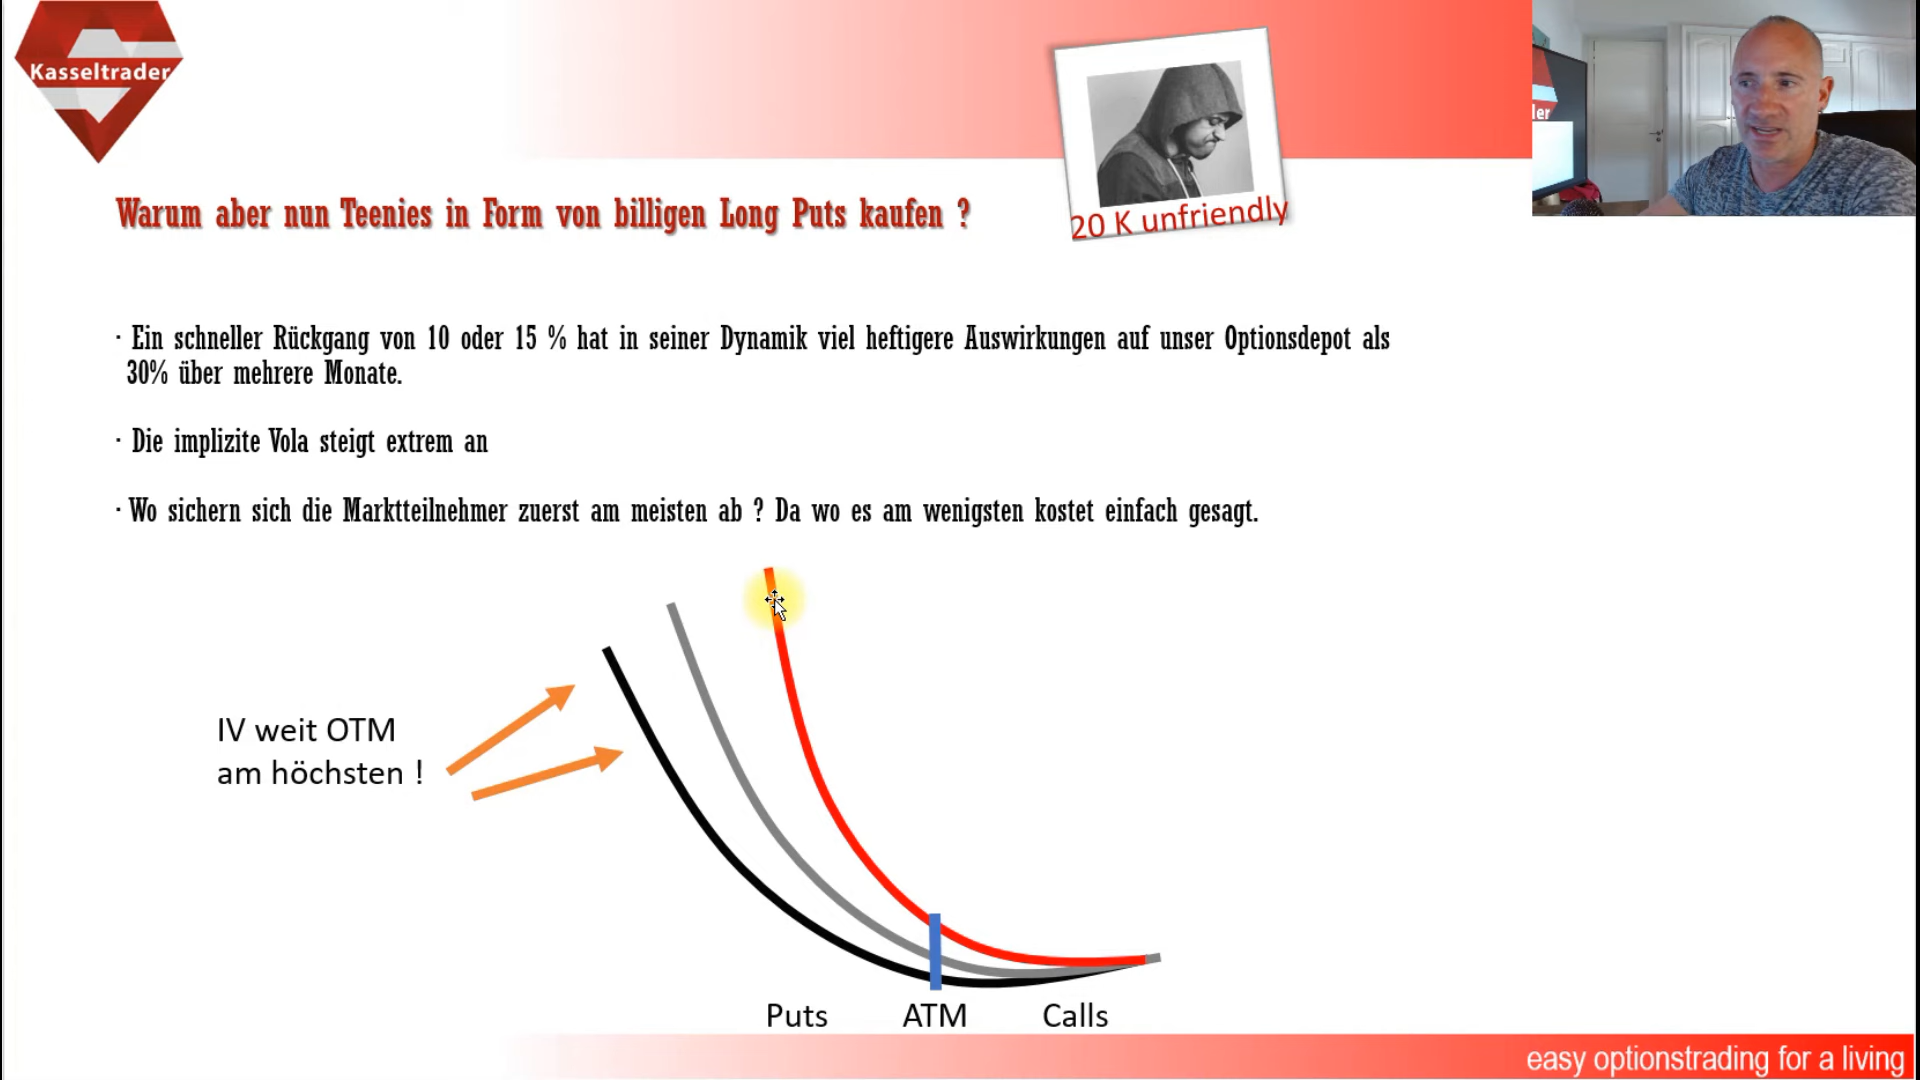 Kasseltrader
20 K unfriendly
der
Warum aber nun Teenies in Form von billigen Long Puts kaufen ?
· Ein schneller Rückgang von 10 oder 15 % hat in seiner Dynamik viel heftigere Auswirkungen auf unser Optionsdepot als
30% über mehrere Monate.
· Die implizite Vola steigt extrem an
· Wo sichern sich die Marktteilnehmer zuerst am meisten ab ? Da wo es am wenigsten kostet einfach gesagt.
IV weit OTM
am höchsten !
Puts ATM Calls
easy optionstrading for a living